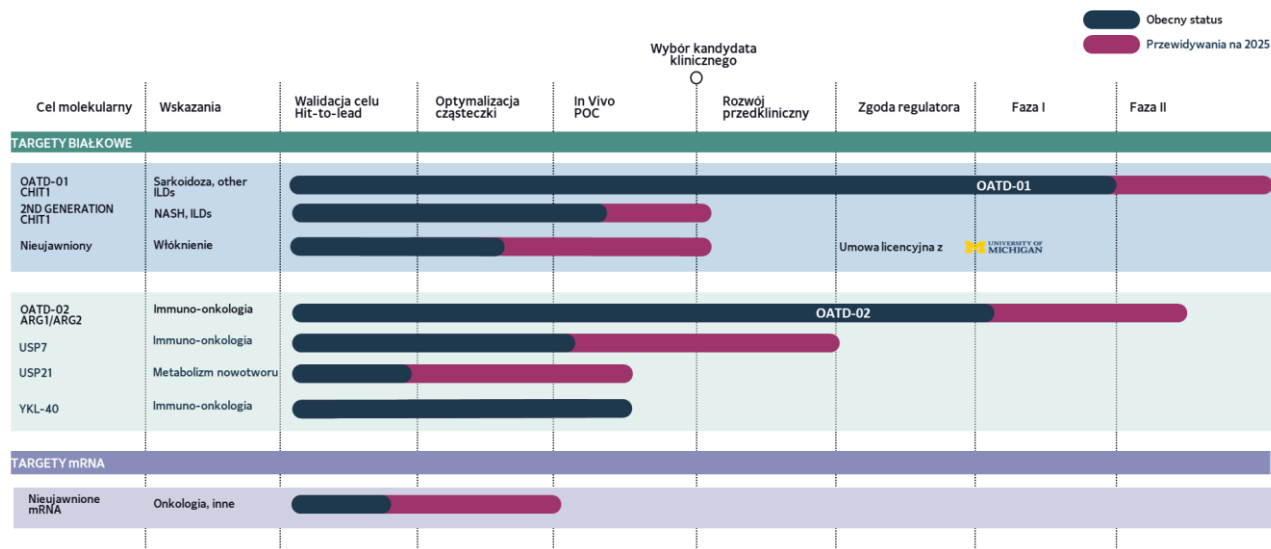 Obecny status
Przewidywania na 2025
Wybór kandydata
klinicznego
Cel molekularny
Wskazania
Walidacja celu
Hit-to-lead
Optymalizacja
cząsteczki
In Vivo
POC
Rozwój
przedkliniczny
Zgoda regulatora
Faza I
Faza II
TARGETY BIAŁKOWE
OATD-01
CHIT1
Sarkoidoza, other
ILDs
OATD-01
2ND GENERATION
CHIT1
NASH, ILDs
Nieujawniony
Włóknienie
Umowa licencyjna z
M
UNIVERSITY OF
MICHIGAN
OATD-02
ARG1/ARG2
Immuno-onkologia
OATD-02
USP7
Immuno-onkologia
USP21
Metabolizm nowotworu
YKL-40
Immuno-onkologia
TARGETY mRNA
Nieujawnione
mRNA
Onkologia, inne